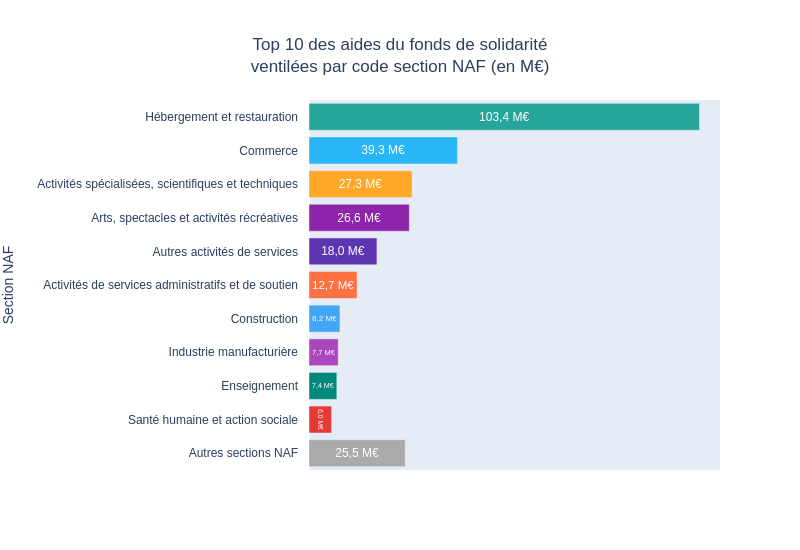 Top 10 des aides du fonds de solidarité
ventilées par code section NAF (en M€)
Section NAF
Hébergement et restauration 103,4 M€
Commerce 39,3 M€
Activités spécialisées, scientifiques et techniques 27,3 M€
Arts, spectacles et activités récréatives 26,6 M€
Autres activités de services 18,0 M€
Activités de services administratifs et de soutien 12,7 M€
Construction 8,2 M€
Industrie manufacturière 7,7 M€
Enseignement 7,4 M€
Santé humaine et action sociale 6,0 M€
Autres sections NAF 25,5 M€